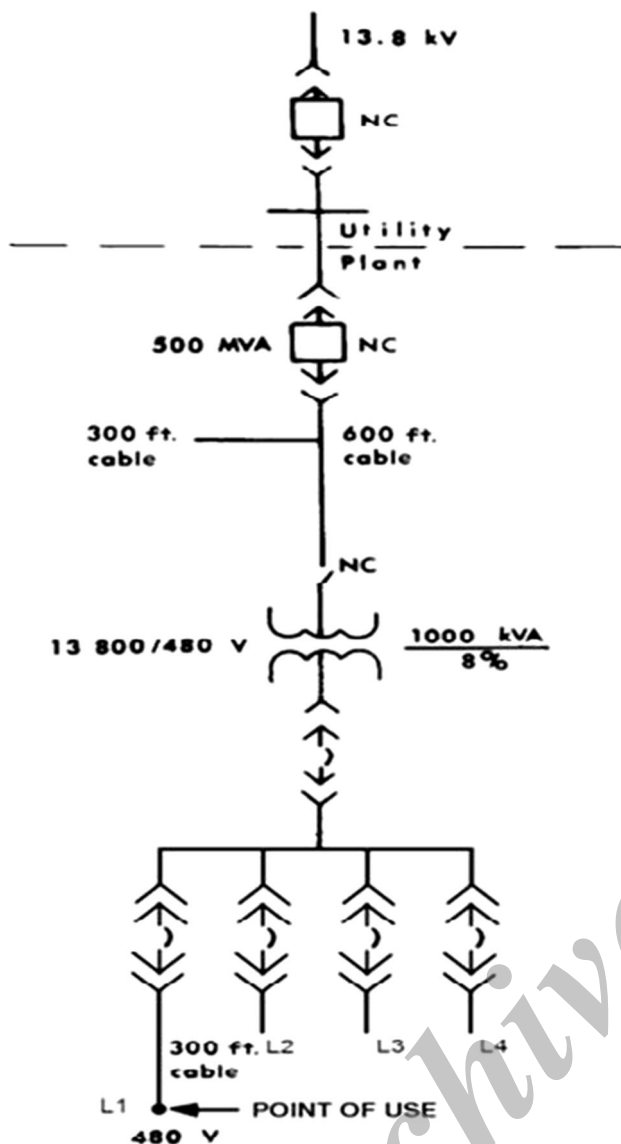 13.8 kV
NC
Utility
Plant
500 MVA
NC
300 ft.
cable
600 ft.
cable
NC
13 800/480 V
1000 kVA
8%
L2
L3
L4
300 ft.
cable
L1
POINT OF USE
480 V